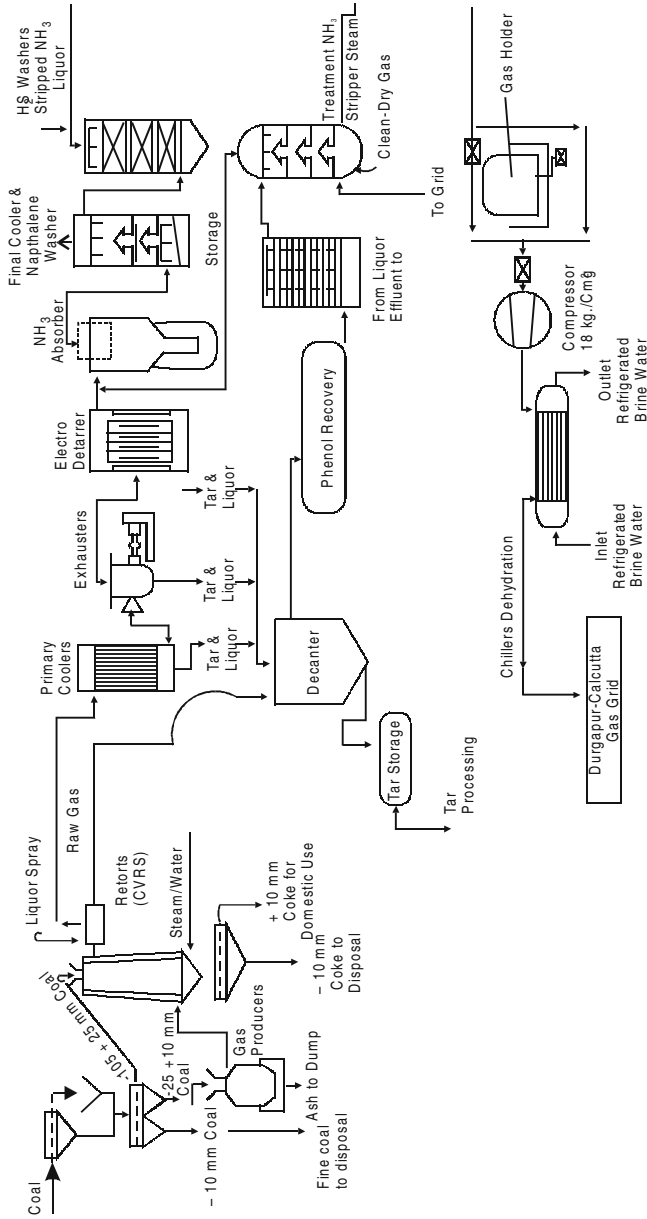 Coal
-105 + 25 mm Coal
-25 +10 mm
Coal
– 10 mm Coal
Fine coal
to disposal
Ash to Dump
Gas
Producers
Liquor Spray
Raw Gas
Retorts
(CVRS)
Steam/Water
+ 10 mm
Coke for
Domestic Use
– 10 mm
Coke to
Disposal
Primary
Coolers
Exhausters
Electro
Detarrer
NH3
Absorber
Final Cooler &
Napthalene
Washer
H2S Washers
Stripped NH3
Liquor
Tar &
Liquor
Tar &
Liquor
Tar &
Liquor
Storage
Decanter
Tar Storage
Tar
Processing
Phenol Recovery
From Liquor
Effluent to
Treatment NH3
Stripper Steam
Clean-Dry Gas
To Grid
Gas Holder
Compressor
18 kg./Cmg
Chillers Dehydration
Inlet
Refrigerated
Brine Water
Outlet
Refrigerated
Brine Water
Durgapur-Calcutta
Gas Grid